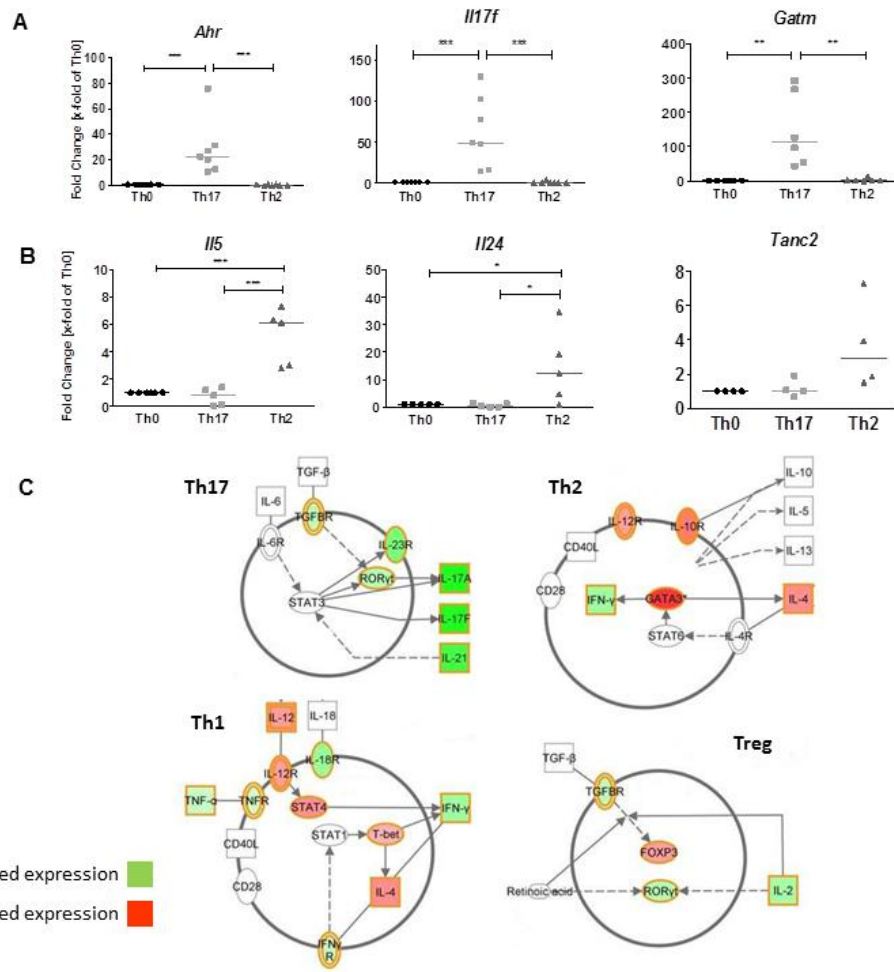 A
Ahr
Il17f
Gatm
Fold Change [x-fold of Th0]
100
80
60
40
20
0
**** ****
Th0 Th17 Th2
150
100
50
0
*** ***
Th0 Th17 Th2
400
300
200
100
0
** **
Th0 Th17 Th2
B
Il5
Il24
Tanc2
Fold Change [x-fold of Th0]
10
8
6
4
2
0
****
****
Th0 Th17 Th2
50
40
30
20
10
0
*
*
Th0 Th17 Th2
8
6
4
2
0
Th0 Th17 Th2
C
Th17
TGF-β
IL-6
TGFBR
IL-6R
IL-23R
RORγt
IL-17A
STAT3
IL-17F
IL-21
Th2
IL-10
IL-12R
IL-10R
IL-5
CD40L
IL-13
CD28
IFN-γ
GATA3*
IL-4
STAT6
IL-4R
Th1
IL-12
IL-18
IL-18R
IL-12R
TNF-α
TNFR
STAT4
IFN-γ
STAT1
T-bet
CD40L
CD28
IL-4
IFNγ
R
Treg
TGF-β
TGFBR
FOXP3
Retinoic acid
RORγt
IL-2
ed expression
ed expression